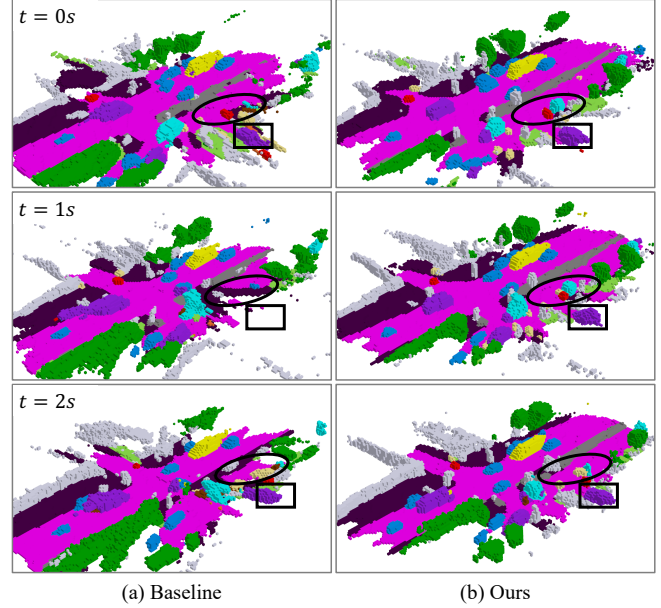 t = 0s
t = 1s
t = 2s
(a) Baseline
(b) Ours